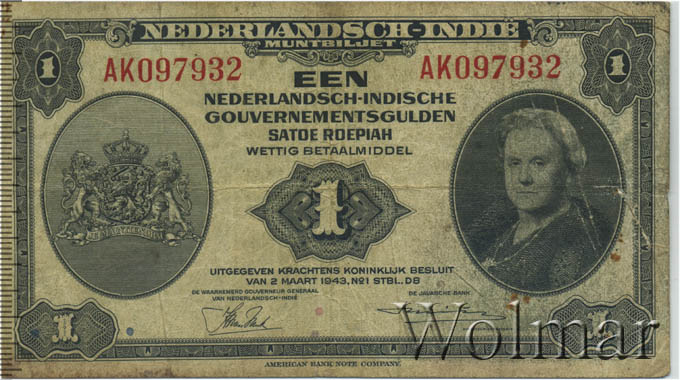 NEDERLANDSCH-INDIË
MUNTBILJET
1 1
AK097932 AK097932
EEN
NEDERLANDSCH-INDISCHE
GOUVERNEMENTSGULDEN
SATOE ROEPIAH
WETTIG BETAALMIDDEL
1
UITGEGEVEN KRACHTENS KONINKLIJK BESLUIT
VAN 2 MAART 1943, No1 STBL. D8
DE WAARNEMEND GOUVERNEUR GENERAAL
VAN NEDERLANDSCH-INDIË
DE JAVASCHE BANK
1 1
AMERICAN BANK NOTE COMPANY.
Wolmar